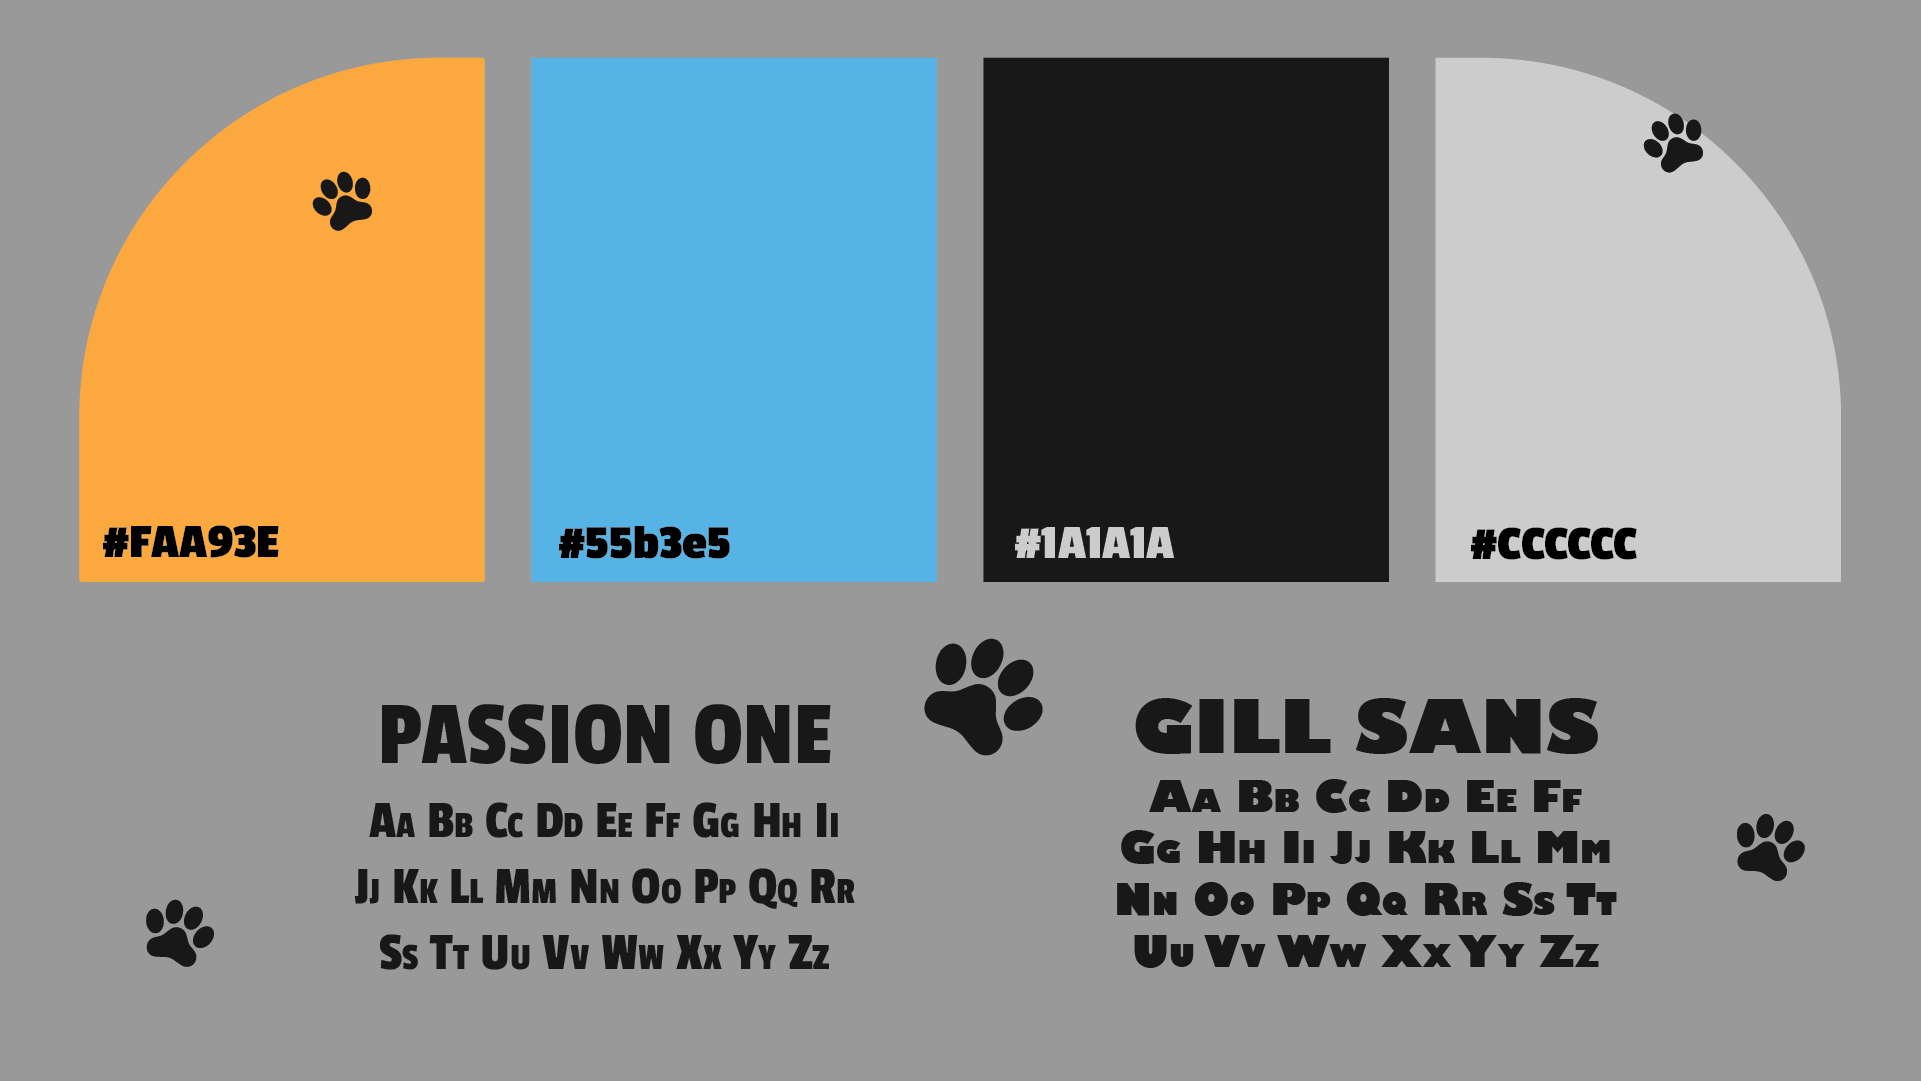 #FAA93E
#55b3e5
#1A1A1A
#CCCCCC
PASSION ONE
Aa Bb Cc Dd Ee Ff Gg Hh Ii
Jj Kk Ll Mm Nn Oo Pp Qq Rr
Ss Tt Uu Vv Ww Xx Yy Zz
GILL SANS
Aa Bb Cc Dd Ee Ff
Gg Hh Ii Jj Kk Ll Mm
Nn Oo Pp Qq Rr Ss Tt
Uu Vv Ww Xx Yy Zz